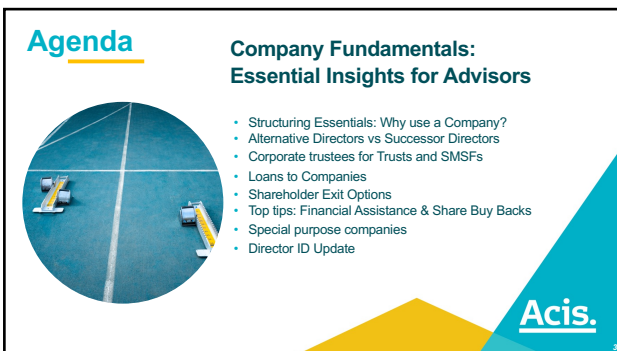 Agenda
Company Fundamentals:
Essential Insights for Advisors
• Structuring Essentials: Why use a Company?
• Alternative Directors vs Successor Directors
• Corporate trustees for Trusts and SMSFs
• Loans to Companies
• Shareholder Exit Options
• Top tips: Financial Assistance & Share Buy Backs
• Special purpose companies
• Director ID Update
Acis.
3